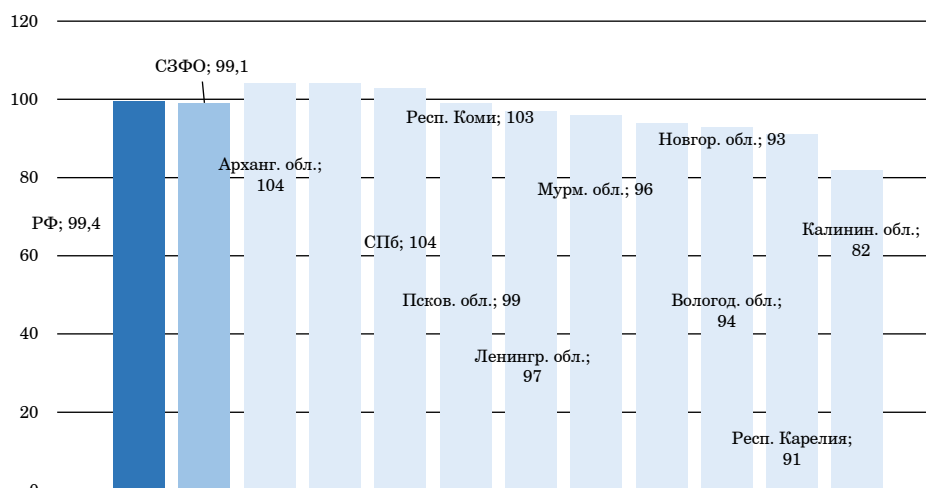 120
СЗФО; 99,1
100
Респ. Коми; 103
Новгор. обл.; 93
Арханг. обл.;
104
80
Мурм. обл.; 96
РФ; 99,4
Калинин. обл.;
82
СПб; 104
60
Псков. обл.; 99
Вологод. обл.;
94
40
Ленингр. обл.;
97
20
Респ. Карелия;
91
0